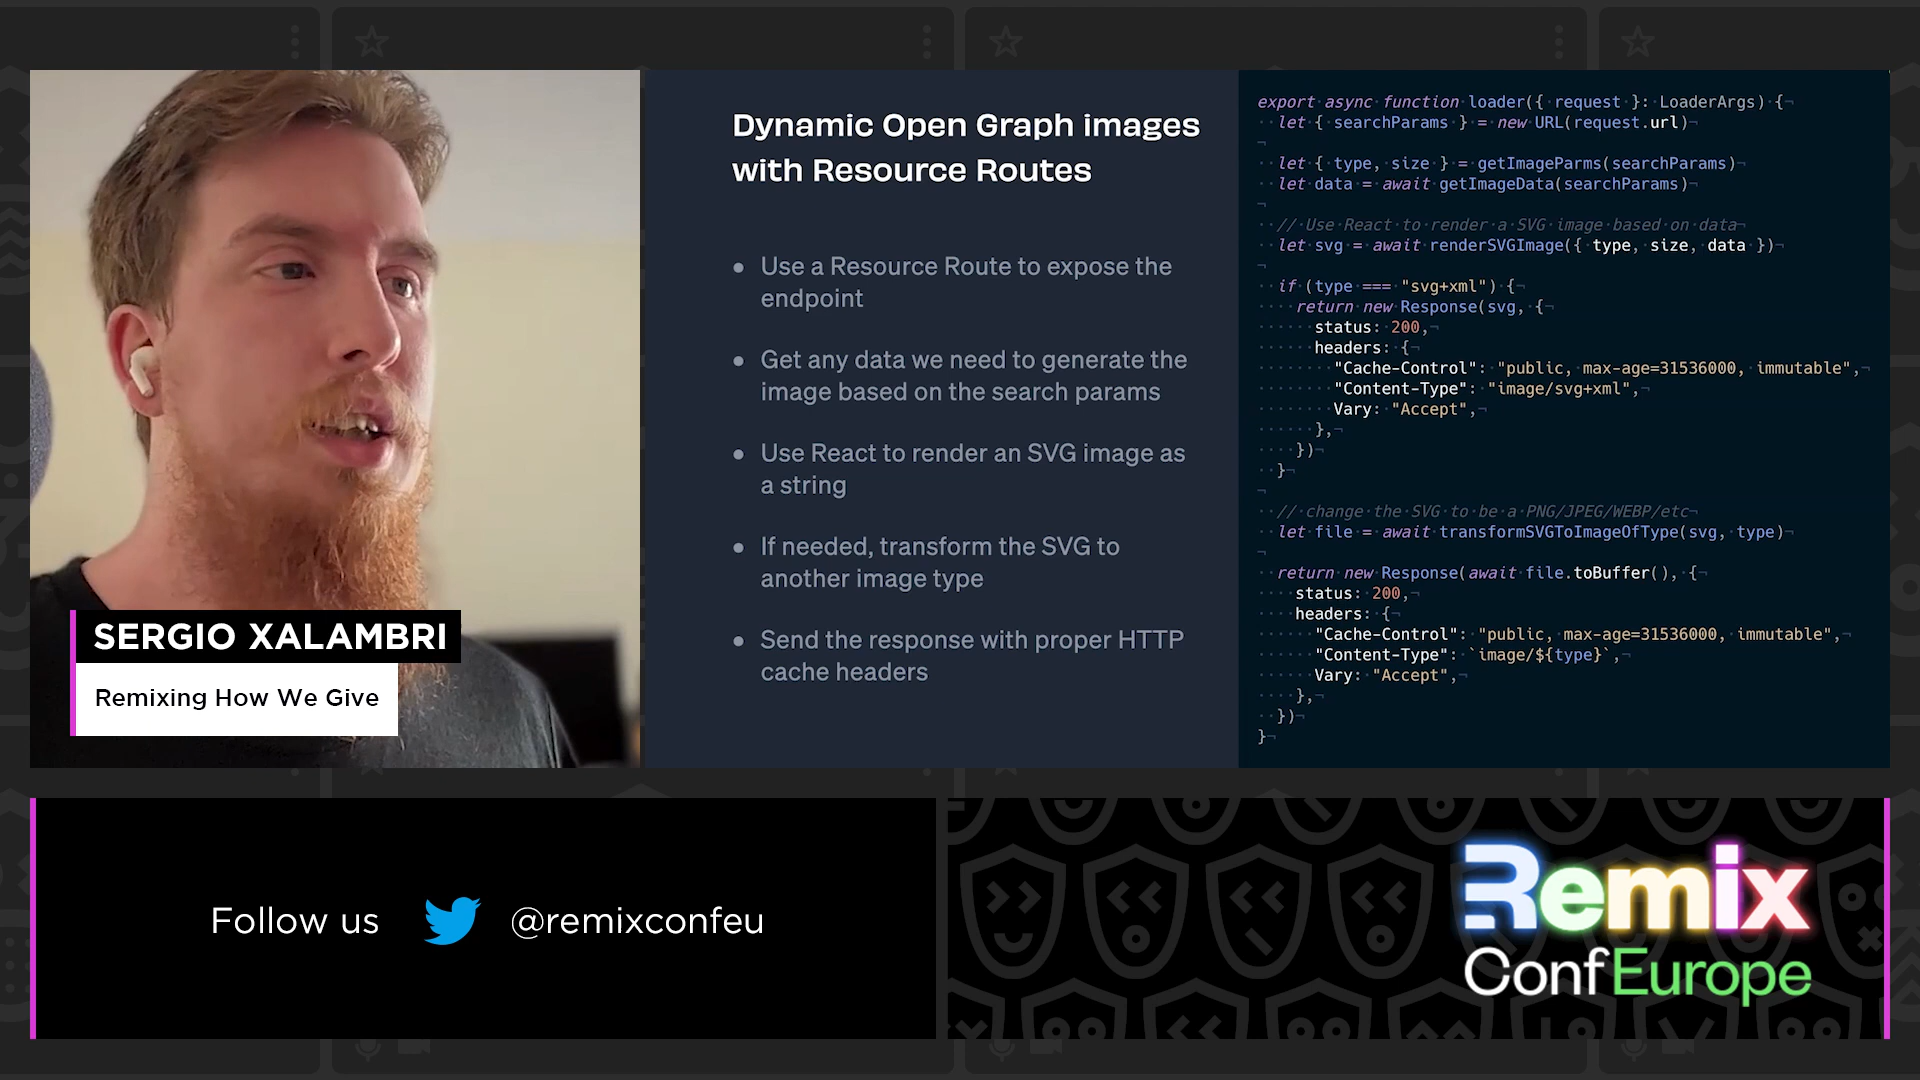 Dynamic Open Graph images
with Resource Routes
• Use a Resource Route to expose the
endpoint
• Get any data we need to generate the
image based on the search params
• Use React to render an SVG image as
a string
• If needed, transform the SVG to
another image type
• Send the response with proper HTTP
cache headers
export·async·function·loader({·request·}:·LoaderArgs)·{¬
··let·{·searchParams·}·=·new·URL(request.url)¬
¬
··let·{·type,·size·}·=·getImageParms(searchParams)¬
··let·data·=·await·getImageData(searchParams)¬
¬
··//·Use·React·to·render·a·SVG·image·based·on·data¬
··let·svg·=·await·renderSVGImage({·type,·size,·data·})¬
¬
··if·(type·===·"svg+xml")·{¬
····return·new·Response(svg,·{¬
······status:·200,¬
······headers:·{¬
········"Cache-Control":·"public,·max-age=31536000,·immutable",¬
········"Content-Type":·"image/svg+xml",¬
········Vary:·"Accept",¬
······},¬
····})¬
··}¬
¬
··//·change·the·SVG·to·be·a·PNG/JPEG/WEBP/etc¬
··let·file·=·await·transformSVGToImageOfType(svg,·type)¬
¬
··return·new·Response(await·file.toBuffer(),·{¬
····status:·200,¬
····headers:·{¬
······"Cache-Control":·"public,·max-age=31536000,·immutable",¬
······"Content-Type":·`image/${type}`,¬
······Vary:·"Accept",¬
····},¬
··})¬
}¬
SERGIO XALAMBRI
Remixing How We Give
Follow us @remixconfeu
Remix
Conf Europe